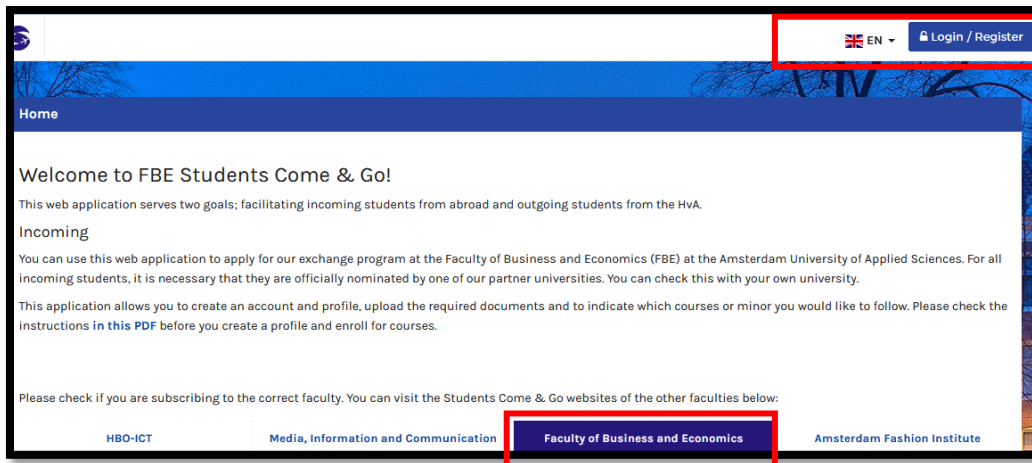 EN
Login / Register
Home
Welcome to FBE Students Come & Go!
This web application serves two goals; facilitating incoming students from abroad and outgoing students from the HvA.
Incoming
You can use this web application to apply for our exchange program at the Faculty of Business and Economics (FBE) at the Amsterdam University of Applied Sciences. For all
incoming students, it is necessary that they are officially nominated by one of our partner universities. You can check this with your own university.
This application allows you to create an account and profile, upload the required documents and to indicate which courses or minor you would like to follow. Please check the
instructions in this PDF before you create a profile and enroll for courses.
Please check if you are subscribing to the correct faculty. You can visit the Students Come & Go websites of the other faculties below:
HBO-ICT Media, Information and Communication Faculty of Business and Economics Amsterdam Fashion Institute